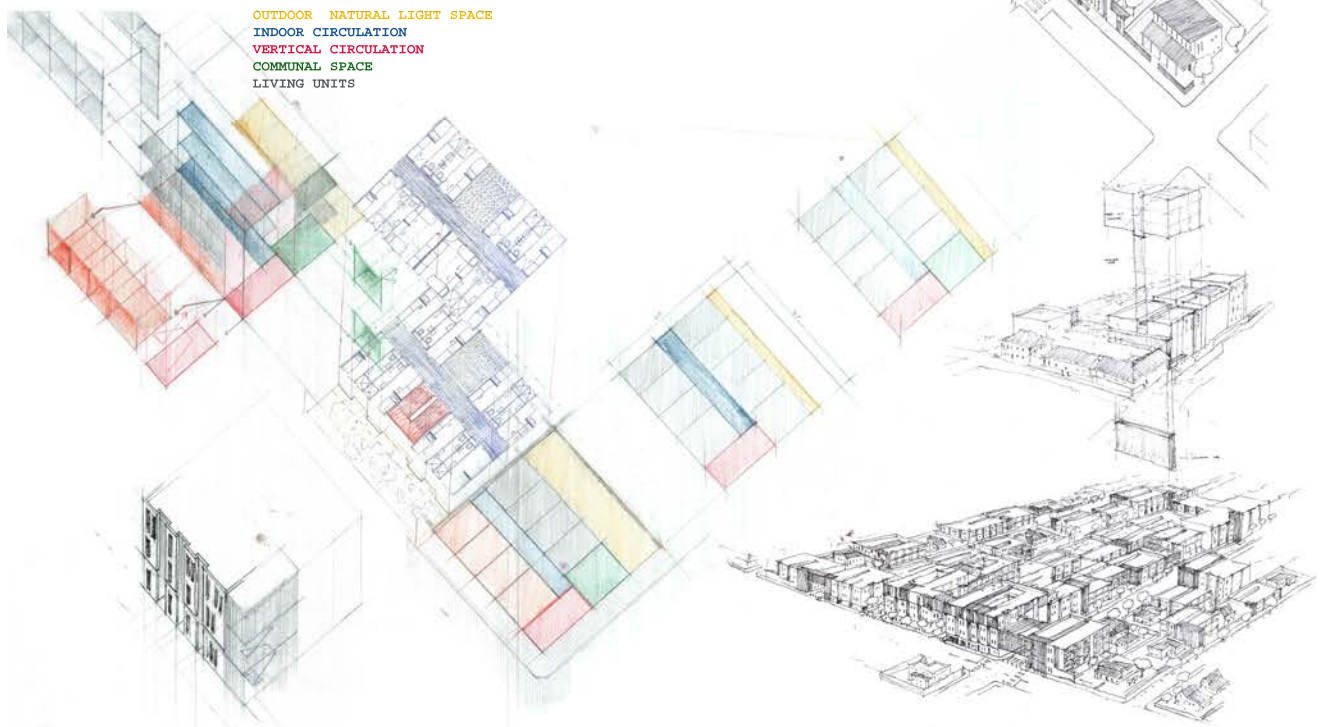 OUTDOOR NATURAL LIGHT SPACE
INDOOR CIRCULATION
VERTICAL CIRCULATION
COMMUNAL SPACE
LIVING UNITS